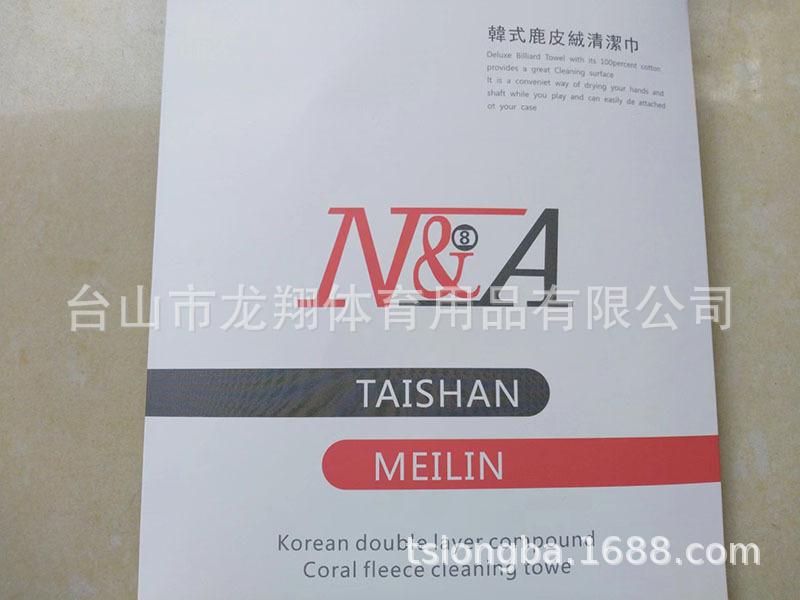 韓式鹿皮絨清潔巾
Deluxe Billiard Towel with its 100percent cotton
provides a great Cleaning surface
It is a conveniet way of drying your hands and
shaft while you play and can easily de attached
ot your case
N&A
8
台山市龙翔体育用品有限公司
TAISHAN
MEILIN
Korean double layer compound
Coral fleece cleaning towe
tslongba.1688.com